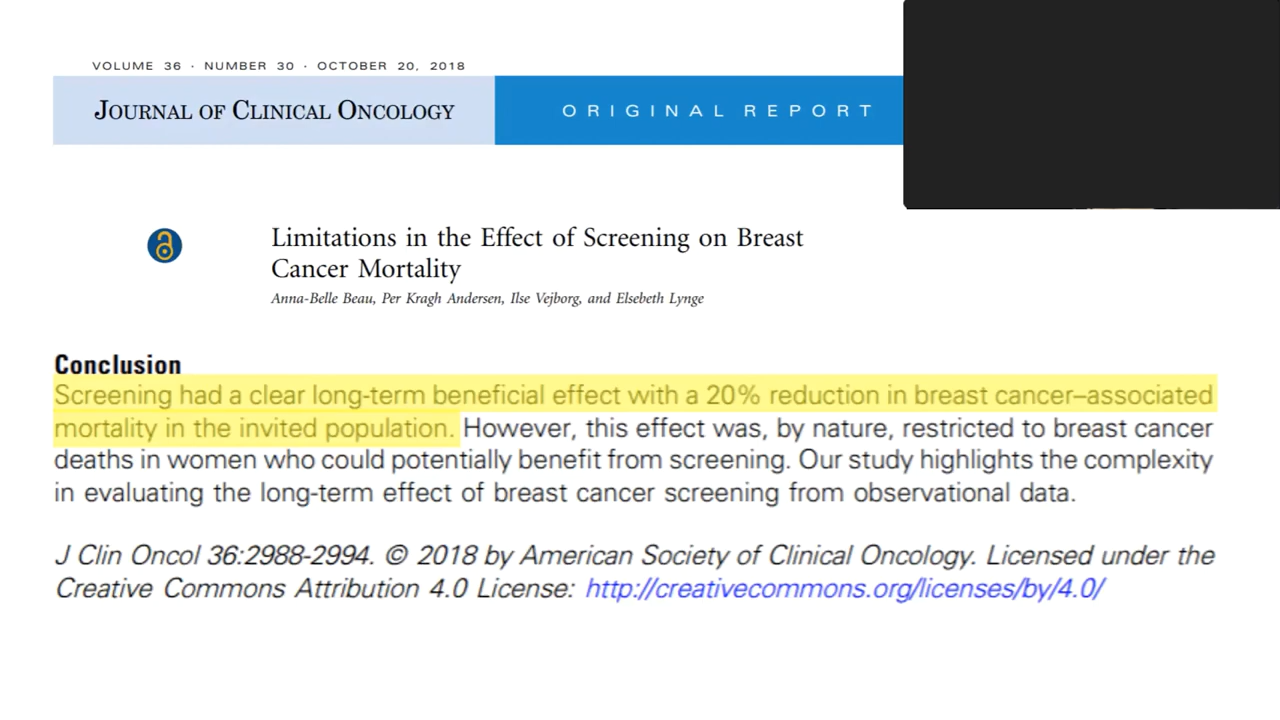 VOLUME 36 · NUMBER 30 · OCTOBER 20, 2018
JOURNAL OF CLINICAL ONCOLOGY
ORIGINAL REPORT
Limitations in the Effect of Screening on Breast
Cancer Mortality
Anna-Belle Beau, Per Kragh Andersen, Ilse Vejborg, and Elsebeth Lynge
Conclusion
Screening had a clear long-term beneficial effect with a 20% reduction in breast cancer–associated
mortality in the invited population. However, this effect was, by nature, restricted to breast cancer
deaths in women who could potentially benefit from screening. Our study highlights the complexity
in evaluating the long-term effect of breast cancer screening from observational data.
J Clin Oncol 36:2988-2994. © 2018 by American Society of Clinical Oncology. Licensed under the
Creative Commons Attribution 4.0 License: http://creativecommons.org/licenses/by/4.0/